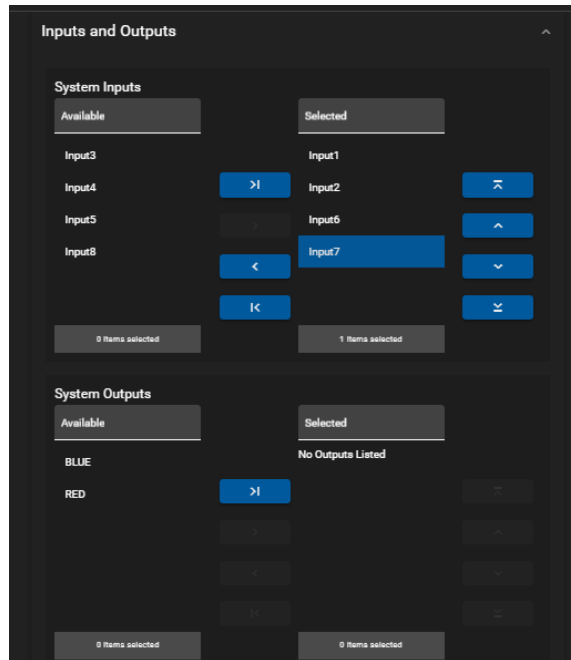 Inputs and Outputs
System Inputs
Available
Selected
Input3
Input1
Input4
Input2
Input5
Input6
Input8
Input7
0 Items selected
1 Items selected
System Outputs
Available
Selected
BLUE
No Outputs Listed
RED
0 Items selected
0 Items selected